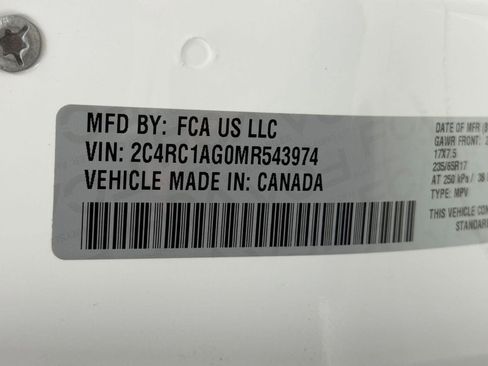 MFD BY: FCA US LLC
VIN: 2C4RC1AG0MR543974
VEHICLE MADE IN: CANADA
DATE OF MFR
GAWR FRONT:
17X7.5
235/65R17
AT 250 kPa /
TYPE: MPV
THIS VEHICLE